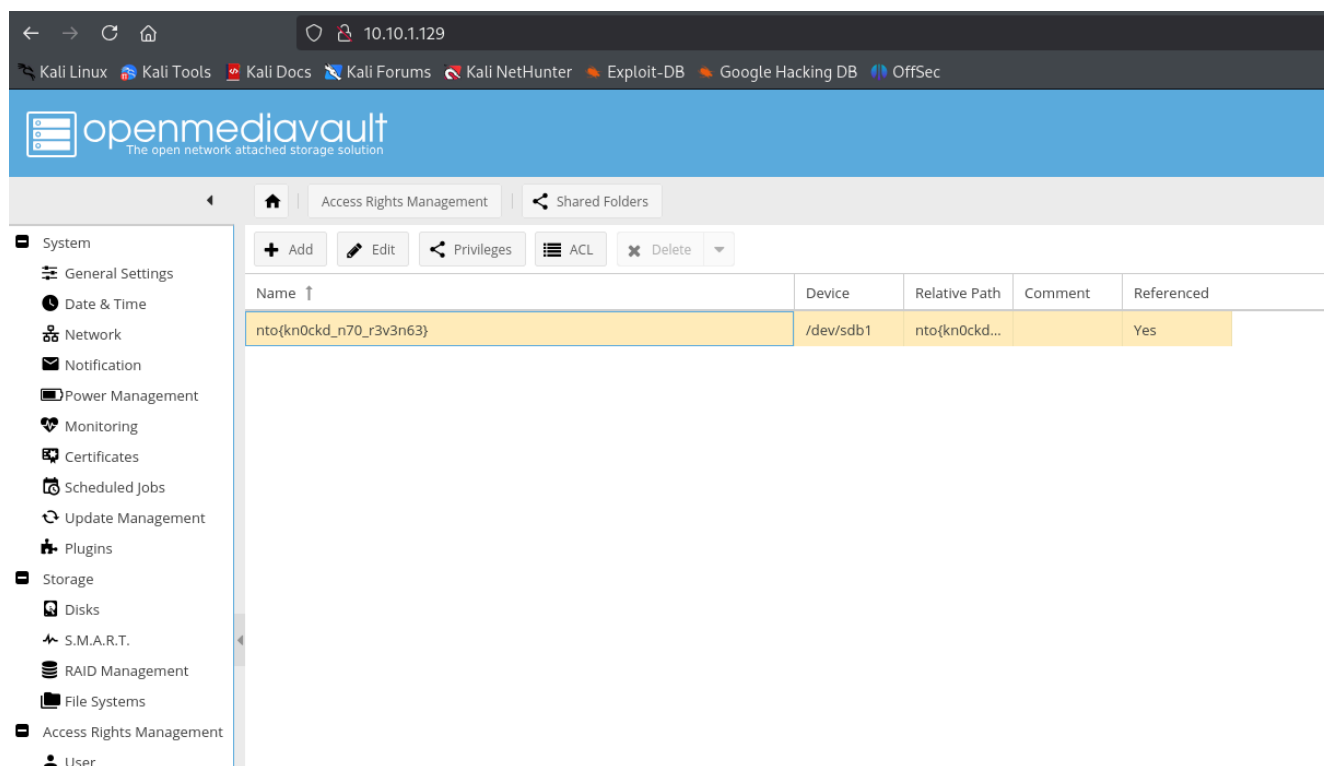 10.10.1.129
Kali Linux Kali Tools Kali Docs Kali Forums Kali NetHunter Exploit-DB Google Hacking DB OffSec
openmediavault
The open network attached storage solution
Access Rights Management Shared Folders
System
General Settings
Date & Time
Network
Notification
Power Management
Monitoring
Certificates
Scheduled Jobs
Update Management
Plugins
Storage
Disks
S.M.A.R.T.
RAID Management
File Systems
Access Rights Management
User
Add Edit Privileges ACL Delete
Name Device Relative Path Comment Referenced
nto{kn0ckd_n70_r3v3n63} /dev/sdb1 nto{kn0ckd... Yes